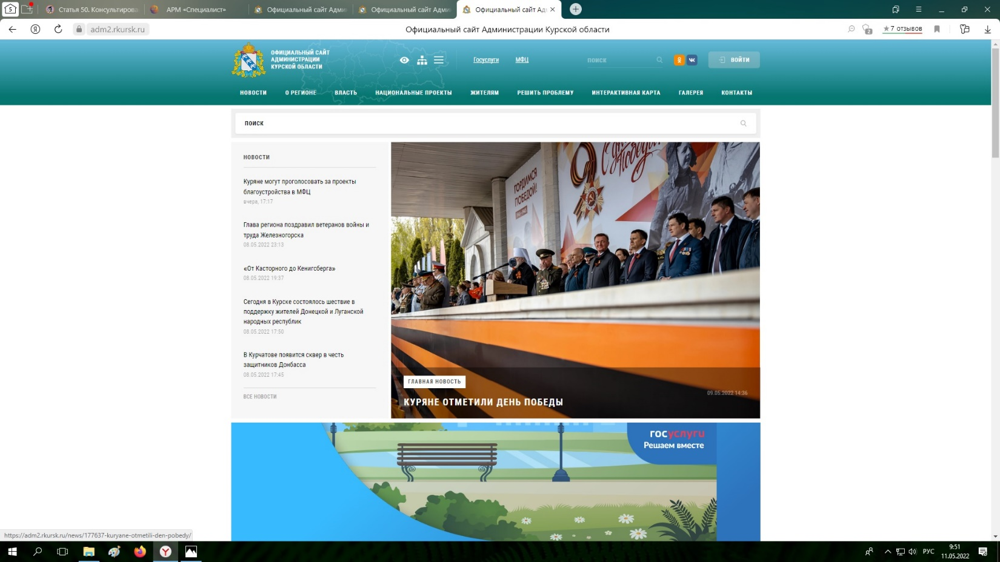 5
Статья 50. Консультирова
АРМ «Специалист»
Официальный сайт Адми
Официальный сайт Адми
Официальный сайт Ад
adm2.rkursk.ru
Официальный сайт Администрации Курской области
2
7 отзывов
ОФИЦИАЛЬНЫЙ САЙТ
АДМИНИСТРАЦИИ
КУРСКОЙ ОБЛАСТИ
Госуслуги
МФЦ
ПОИСК
ВОЙТИ
НОВОСТИ
О РЕГИОНЕ
ВЛАСТЬ
НАЦИОНАЛЬНЫЕ ПРОЕКТЫ
ЖИТЕЛЯМ
РЕШИТЬ ПРОБЛЕМУ
ИНТЕРАКТИВНАЯ КАРТА
ГАЛЕРЕЯ
КОНТАКТЫ
ПОИСК
НОВОСТИ
Куряне могут проголосовать за проекты
благоустройства в МФЦ
вчера, 17:17
Глава региона поздравил ветеранов войны и
труда Железногорска
08.05.2022 23:13
«От Касторного до Кенигсберга»
08.05.2022 19:37
Сегодня в Курске состоялось шествие в
поддержку жителей Донецкой и Луганской
народных республик
08.05.2022 17:50
В Курчатове появится сквер в честь
защитников Донбасса
08.05.2022 17:45
ВСЕ НОВОСТИ
ГОРДИМСЯ
ПОБЕДОЙ!
ГЛАВНАЯ НОВОСТЬ
КУРЯНЕ ОТМЕТИЛИ ДЕНЬ ПОБЕДЫ
09.05.2022 14:36
госуслуги
Решаем вместе
https://adm2.rkursk.ru/news/177637-kuryane-otmetili-den-pobedy/
РУС
9:51
11.05.2022